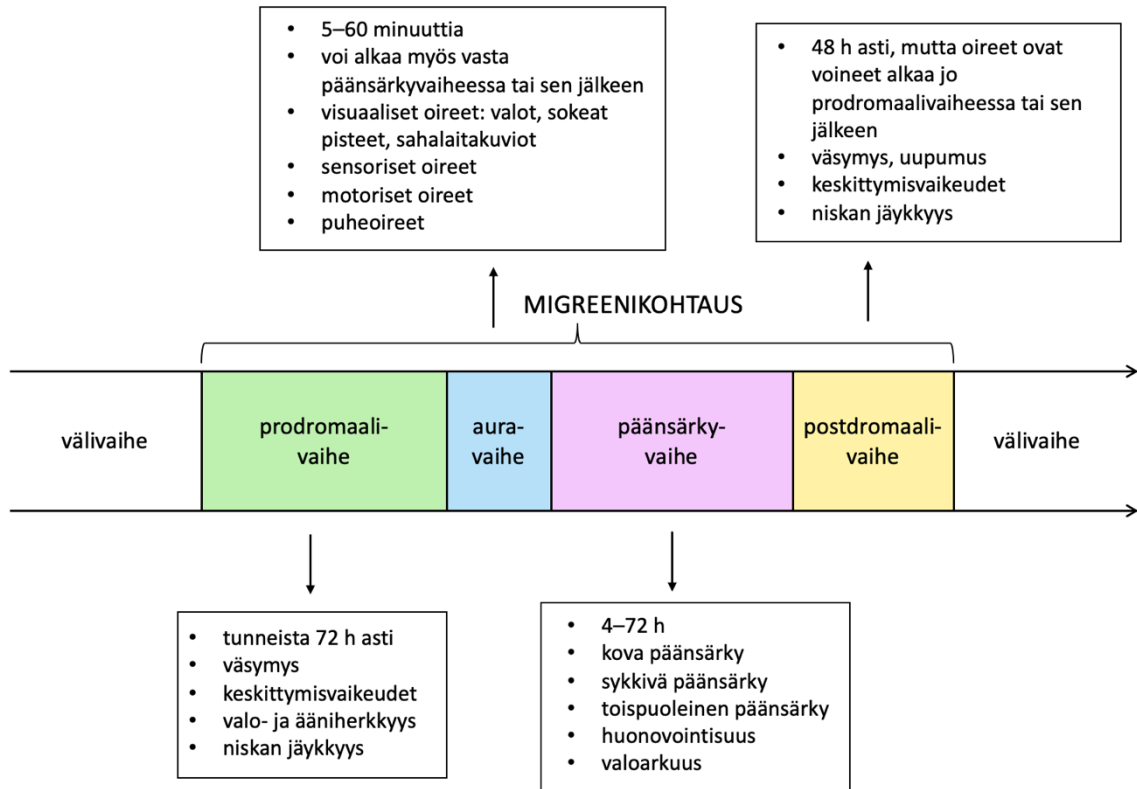 • 5–60 minuuttia
• voi alkaa myös vasta
päänsärkyvaiheessa tai sen jälkeen
• visuaaliset oireet: valot, sokeat
pisteet, sahalaitakuviot
• sensoriset oireet
• motoriset oireet
• puheoireet
• 48 h asti, mutta oireet ovat
voineet alkaa jo
prodromaalivaiheessa tai sen
jälkeen
• väsymys, uupumus
• keskittymisvaikeudet
• niskan jäykkyys
MIGREENIKOHTAUS
välivaihe
prodromaali-
vaihe
aura-
vaihe
päänsärky-
vaihe
postdromaali-
vaihe
välivaihe
• tunneista 72 h asti
• väsymys
• keskittymisvaikeudet
• valo- ja ääniherkkyys
• niskan jäykkyys
• 4–72 h
• kova päänsärky
• sykkivä päänsärky
• toispuoleinen päänsärky
• huonovointisuus
• valoarkuus